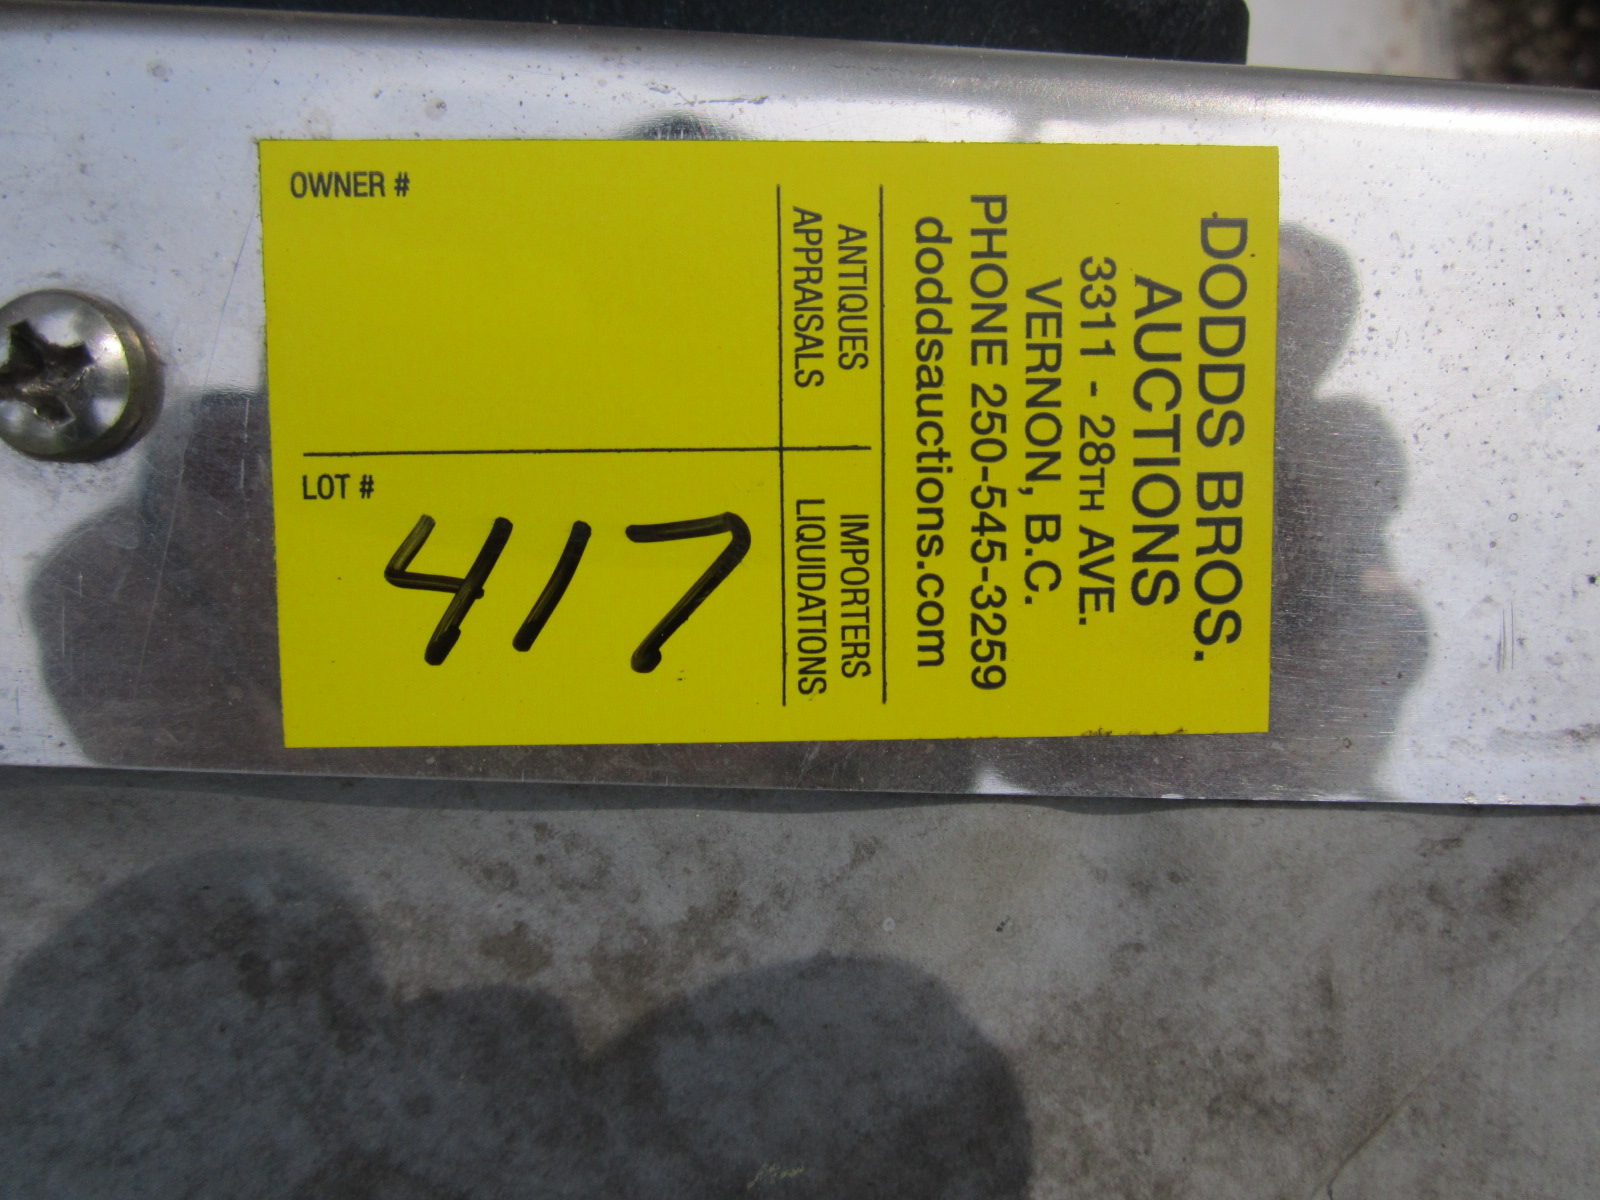 DODDS BROS.
AUCTIONS
3311 - 28TH AVE.
VERNON, B.C.
PHONE 250-545-3259
doddsauctions.com
ANTIQUES
APPRAISALS
IMPORTERS
LIQUIDATIONS
OWNER #
LOT #
417